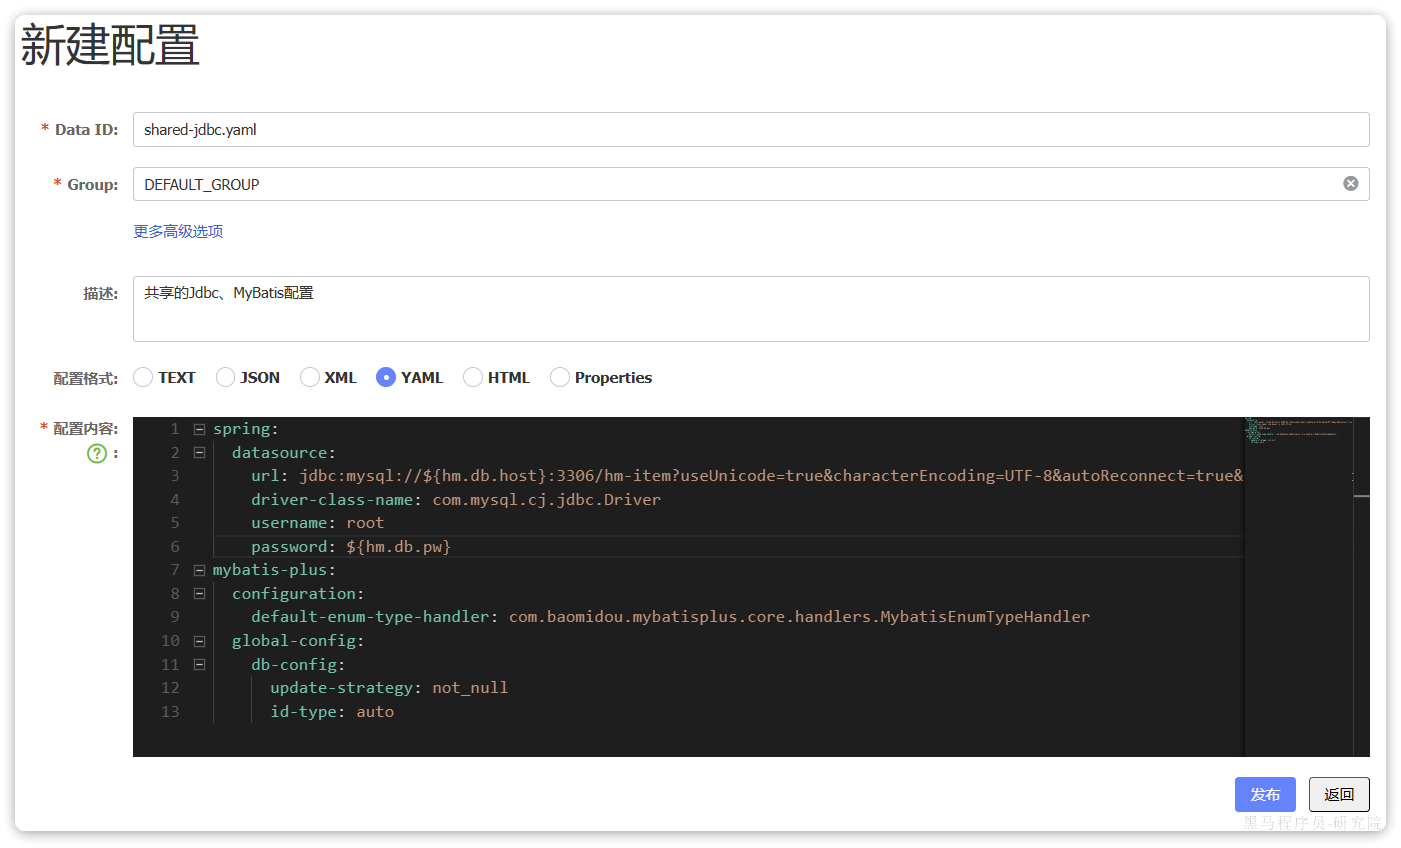 新建配置
* Data ID: shared-jdbc.yaml
* Group: DEFAULT_GROUP
更多高级选项
描述: 共享的Jdbc、MyBatis配置
配置格式: TEXT JSON XML YAML HTML Properties
* 配置内容:
? :
1 spring:
2 datasource:
3 url: jdbc:mysql://${hm.db.host}:3306/hm-item?useUnicode=true&characterEncoding=UTF-8&autoReconnect=true&
4 driver-class-name: com.mysql.cj.jdbc.Driver
5 username: root
6 password: ${hm.db.pw}
7 mybatis-plus:
8 configuration:
9 default-enum-type-handler: com.baomidou.mybatisplus.core.handlers.MybatisEnumTypeHandler
10 global-config:
11 db-config:
12 update-strategy: not_null
13 id-type: auto
发布 返回
黑马程序员-研究院